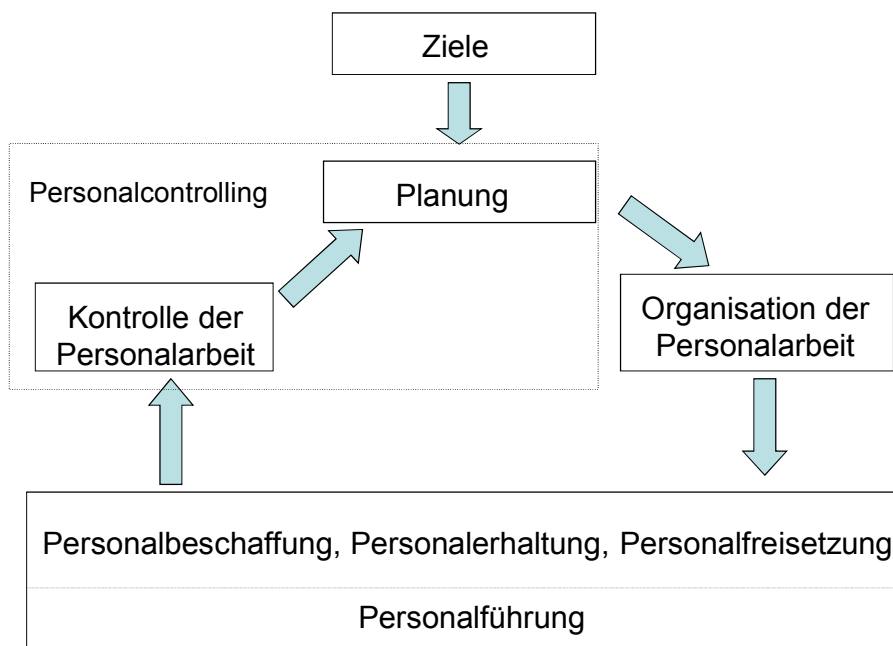 Ziele
Personalcontrolling
Planung
Kontrolle der
Personalarbeit
Organisation der
Personalarbeit
Personalbeschaffung, Personalerhaltung, Personalfreisetzung
Personalführung